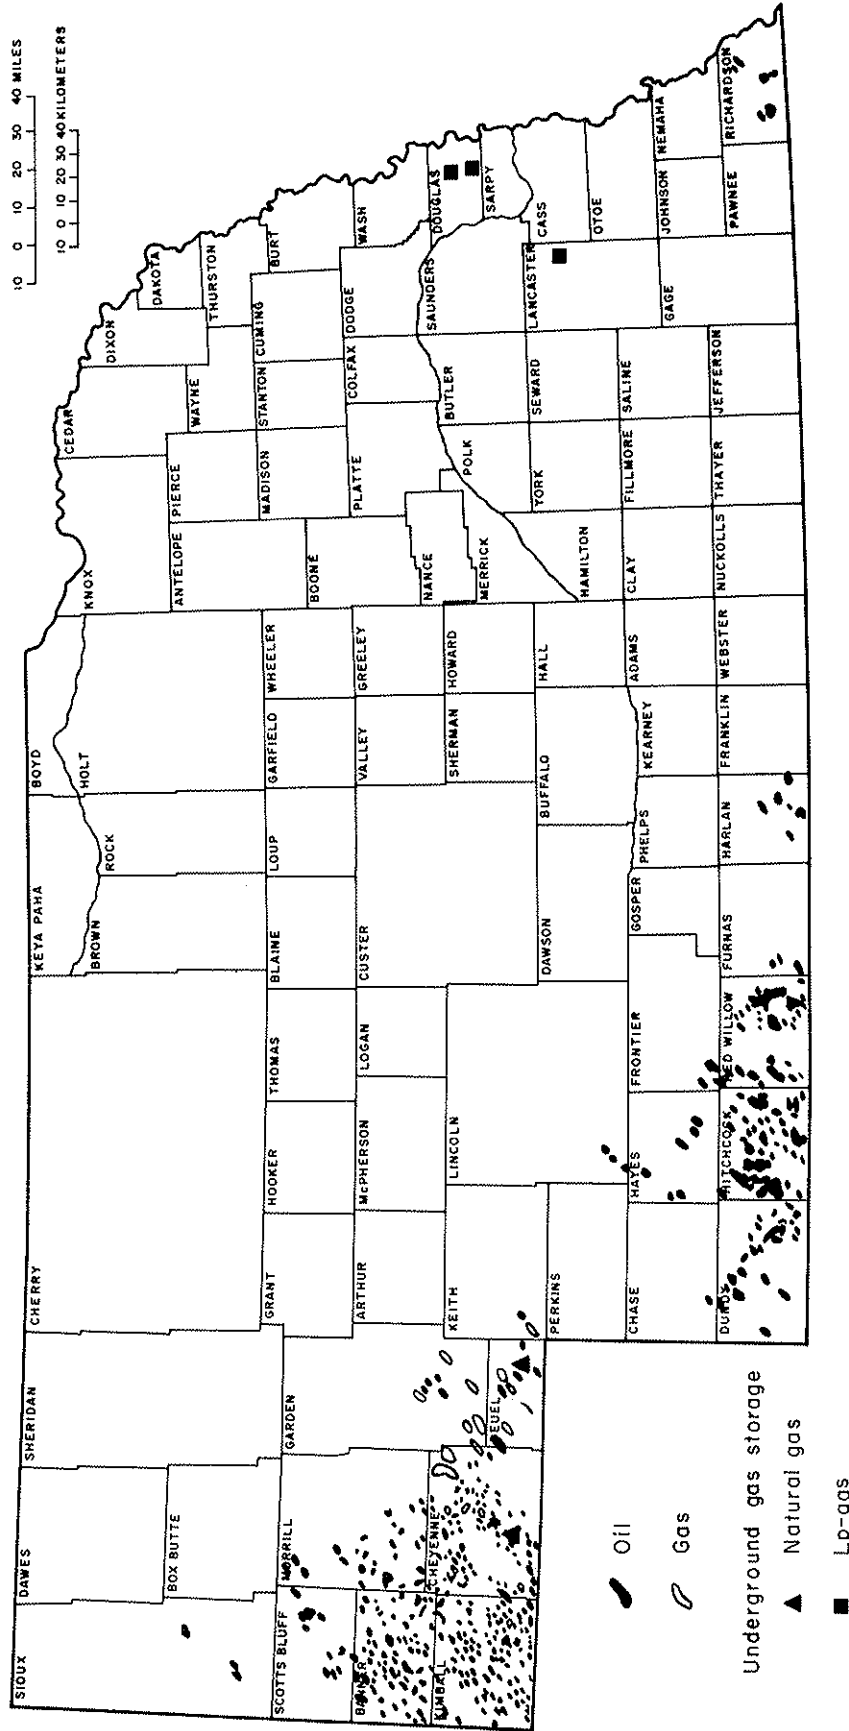 10 0 10 20 30 40 MILES
10 0 10 20 30 40 KILOMETERS
SIOUX
DAWES
SHERIDAN
CHERRY
KEYA PAHA
BOYD
BROWN
ROCK
HOLT
KNOX
CEDAR
DIXON
DAKOTA
BOX BUTTE
ANTELOPE
PIERCE
WAYNE
THURSTON
SCOTTS BLUFF
MORRILL
GARDEN
GRANT
HOOKER
THOMAS
BLAINE
LOUP
GARFIELD
WHEELER
BOONE
MADISON
STANTON
CUMING
BURT
BANNER
ARTHUR
McPHERSON
LOGAN
CUSTER
VALLEY
GREELEY
NANCE
PLATTE
COLFAX
DODGE
WASH
KIMBALL
CHEYENNE
DEUEL
KEITH
LINCOLN
SHERMAN
HOWARD
MERRICK
POLK
BUTLER
SAUNDERS
DOUGLAS
SARPY
PERKINS
DAWSON
BUFFALO
HALL
HAMILTON
YORK
SEWARD
LANCASTER
CASS
OTOE
CHASE
HAYES
FRONTIER
GOSPER
PHELPS
KEARNEY
ADAMS
CLAY
FILLMORE
SALINE
GAGE
JOHNSON
NEMAHA
DUNDY
HITCHCOCK
RED WILLOW
FURNAS
HARLAN
FRANKLIN
WEBSTER
NUCKOLLS
THAYER
JEFFERSON
PAWNEE
RICHARDSON
Oil
Gas
Underground gas storage
Natural gas
Lp-gas